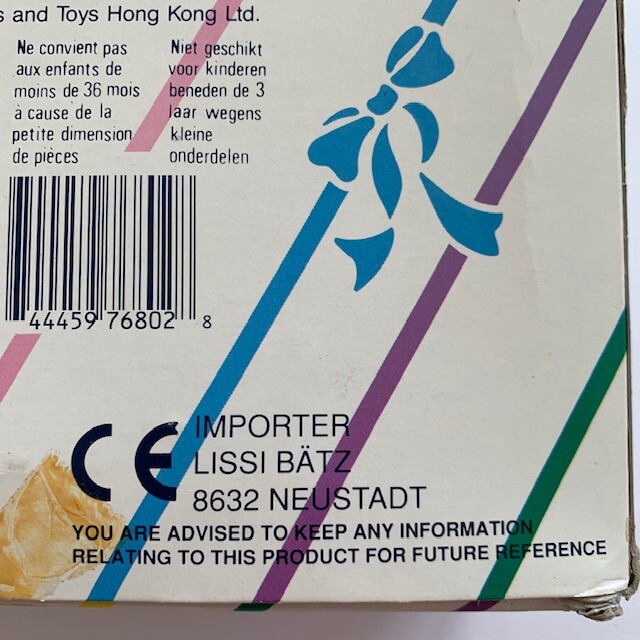 s and Toys Hong Kong Ltd.
Ne convient pas
aux enfants de
moins de 36 mois
à cause de la
petite dimension
de pièces
Niet geschikt
voor kinderen
beneden de 3
jaar wegens
kleine
onderdelen
44459 76802 8
CE
IMPORTER
LISSI BÄTZ
8632 NEUSTADT
YOU ARE ADVISED TO KEEP ANY INFORMATION
RELATING TO THIS PRODUCT FOR FUTURE REFERENCE